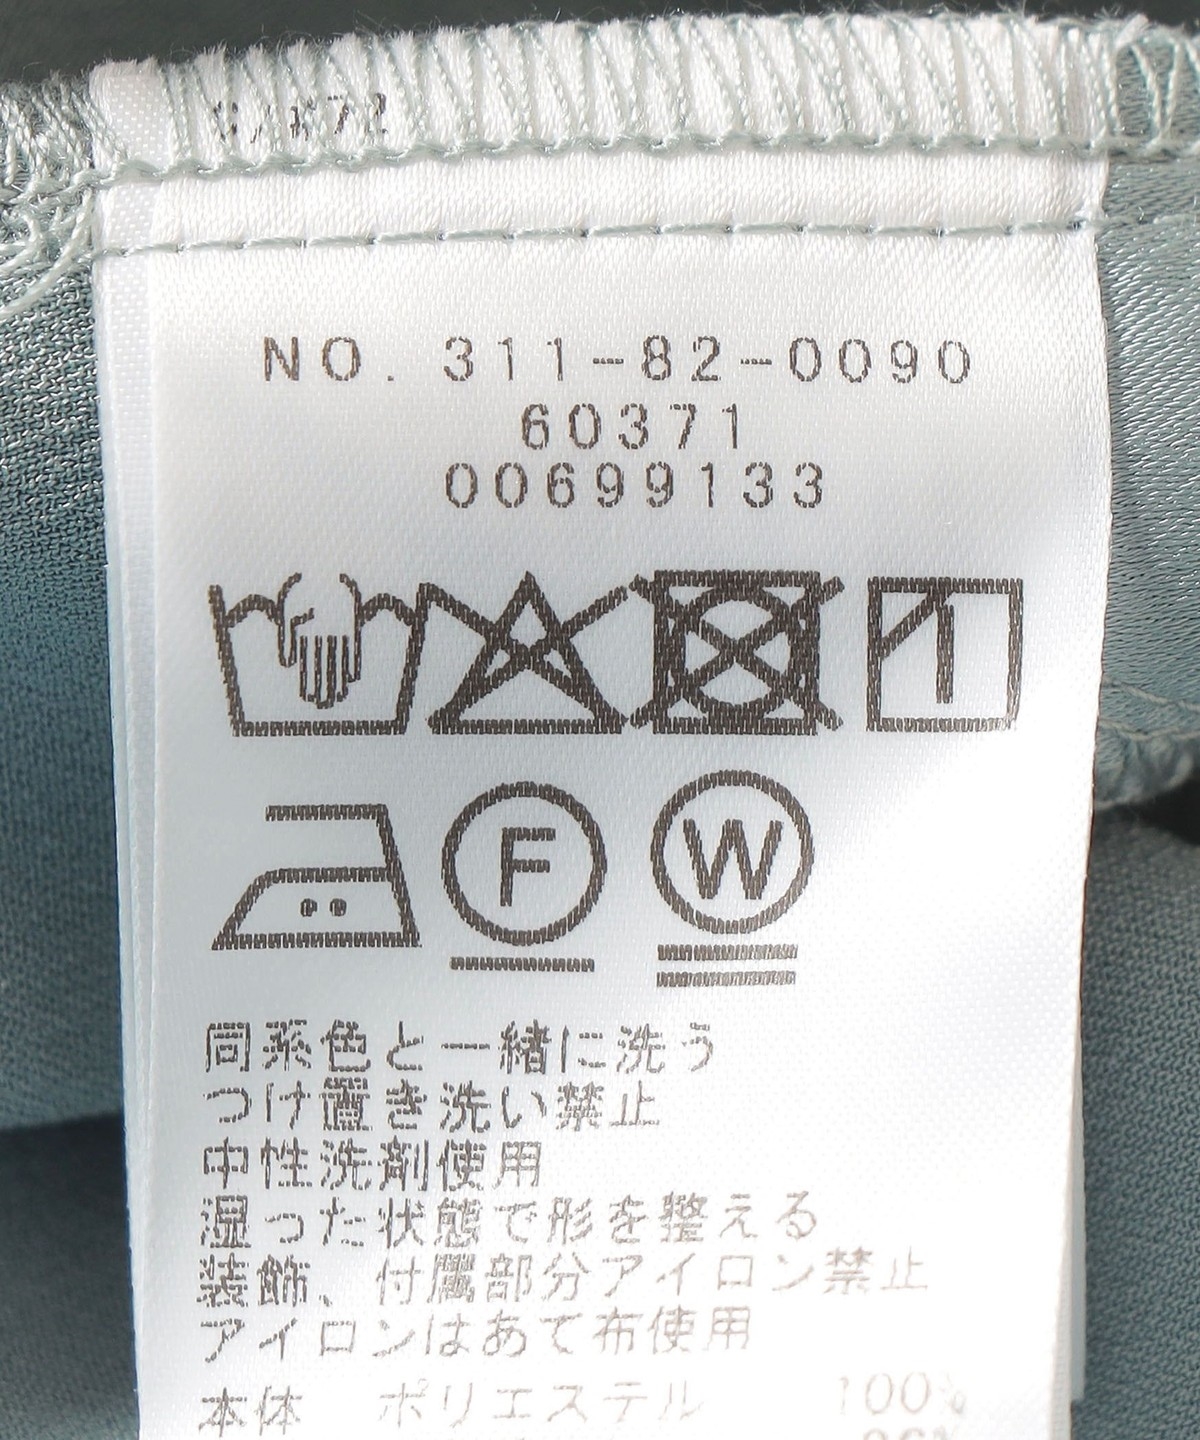 NO. 311-82-0090
60371
00699133
F
W
同系色と一緒に洗う
つけ置き洗い禁止
中性洗剤使用
湿った状態で形を整える
装飾、付属部分アイロン禁止
アイロンはあて布使用
本体 ポリエステル 100%